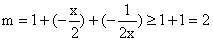 m = 1 + (-x/2) + (-1/2x) ≥ 1 + 1 = 2